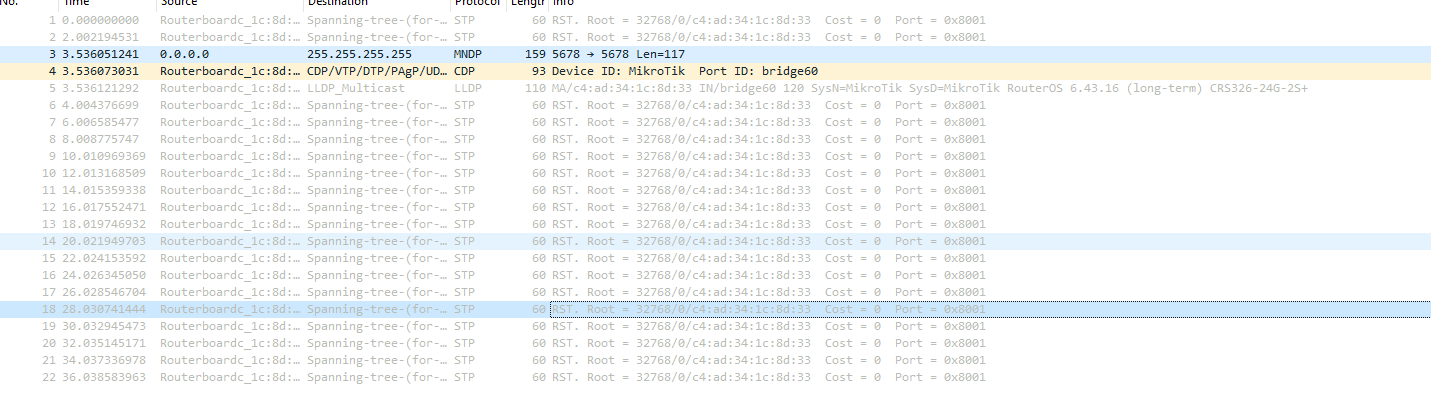 No. Time Source Destination Protocol Length Info
1 0.000000000 Routerboardc_1c:8d:… Spanning-tree-(for-… STP 60 RST. Root = 32768/0/c4:ad:34:1c:8d:33 Cost = 0 Port = 0x8001
2 2.002194531 Routerboardc_1c:8d:… Spanning-tree-(for-… STP 60 RST. Root = 32768/0/c4:ad:34:1c:8d:33 Cost = 0 Port = 0x8001
3 3.536051241 0.0.0.0 255.255.255.255 MNDP 159 5678 → 5678 Len=117
4 3.536073031 Routerboardc_1c:8d:… CDP/VTP/DTP/PAgP/UD… CDP 93 Device ID: MikroTik Port ID: bridge60
5 3.536121292 Routerboardc_1c:8d:… LLDP_Multicast LLDP 110 MA/c4:ad:34:1c:8d:33 IN/bridge60 120 SysN=MikroTik SysD=MikroTik RouterOS 6.43.16 (long-term) CRS326-24G-2S+
6 4.004376699 Routerboardc_1c:8d:… Spanning-tree-(for-… STP 60 RST. Root = 32768/0/c4:ad:34:1c:8d:33 Cost = 0 Port = 0x8001
7 6.006585477 Routerboardc_1c:8d:… Spanning-tree-(for-… STP 60 RST. Root = 32768/0/c4:ad:34:1c:8d:33 Cost = 0 Port = 0x8001
8 8.008775747 Routerboardc_1c:8d:… Spanning-tree-(for-… STP 60 RST. Root = 32768/0/c4:ad:34:1c:8d:33 Cost = 0 Port = 0x8001
9 10.010969369 Routerboardc_1c:8d:… Spanning-tree-(for-… STP 60 RST. Root = 32768/0/c4:ad:34:1c:8d:33 Cost = 0 Port = 0x8001
10 12.013168509 Routerboardc_1c:8d:… Spanning-tree-(for-… STP 60 RST. Root = 32768/0/c4:ad:34:1c:8d:33 Cost = 0 Port = 0x8001
11 14.015359338 Routerboardc_1c:8d:… Spanning-tree-(for-… STP 60 RST. Root = 32768/0/c4:ad:34:1c:8d:33 Cost = 0 Port = 0x8001
12 16.017552471 Routerboardc_1c:8d:… Spanning-tree-(for-… STP 60 RST. Root = 32768/0/c4:ad:34:1c:8d:33 Cost = 0 Port = 0x8001
13 18.019746932 Routerboardc_1c:8d:… Spanning-tree-(for-… STP 60 RST. Root = 32768/0/c4:ad:34:1c:8d:33 Cost = 0 Port = 0x8001
14 20.021949703 Routerboardc_1c:8d:… Spanning-tree-(for-… STP 60 RST. Root = 32768/0/c4:ad:34:1c:8d:33 Cost = 0 Port = 0x8001
15 22.024153592 Routerboardc_1c:8d:… Spanning-tree-(for-… STP 60 RST. Root = 32768/0/c4:ad:34:1c:8d:33 Cost = 0 Port = 0x8001
16 24.026345050 Routerboardc_1c:8d:… Spanning-tree-(for-… STP 60 RST. Root = 32768/0/c4:ad:34:1c:8d:33 Cost = 0 Port = 0x8001
17 26.028546704 Routerboardc_1c:8d:… Spanning-tree-(for-… STP 60 RST. Root = 32768/0/c4:ad:34:1c:8d:33 Cost = 0 Port = 0x8001
18 28.030741444 Routerboardc_1c:8d:… Spanning-tree-(for-… STP 60 RST. Root = 32768/0/c4:ad:34:1c:8d:33 Cost = 0 Port = 0x8001
19 30.032945473 Routerboardc_1c:8d:… Spanning-tree-(for-… STP 60 RST. Root = 32768/0/c4:ad:34:1c:8d:33 Cost = 0 Port = 0x8001
20 32.035145171 Routerboardc_1c:8d:… Spanning-tree-(for-… STP 60 RST. Root = 32768/0/c4:ad:34:1c:8d:33 Cost = 0 Port = 0x8001
21 34.037336978 Routerboardc_1c:8d:… Spanning-tree-(for-… STP 60 RST. Root = 32768/0/c4:ad:34:1c:8d:33 Cost = 0 Port = 0x8001
22 36.038583963 Routerboardc_1c:8d:… Spanning-tree-(for-… STP 60 RST. Root = 32768/0/c4:ad:34:1c:8d:33 Cost = 0 Port = 0x8001